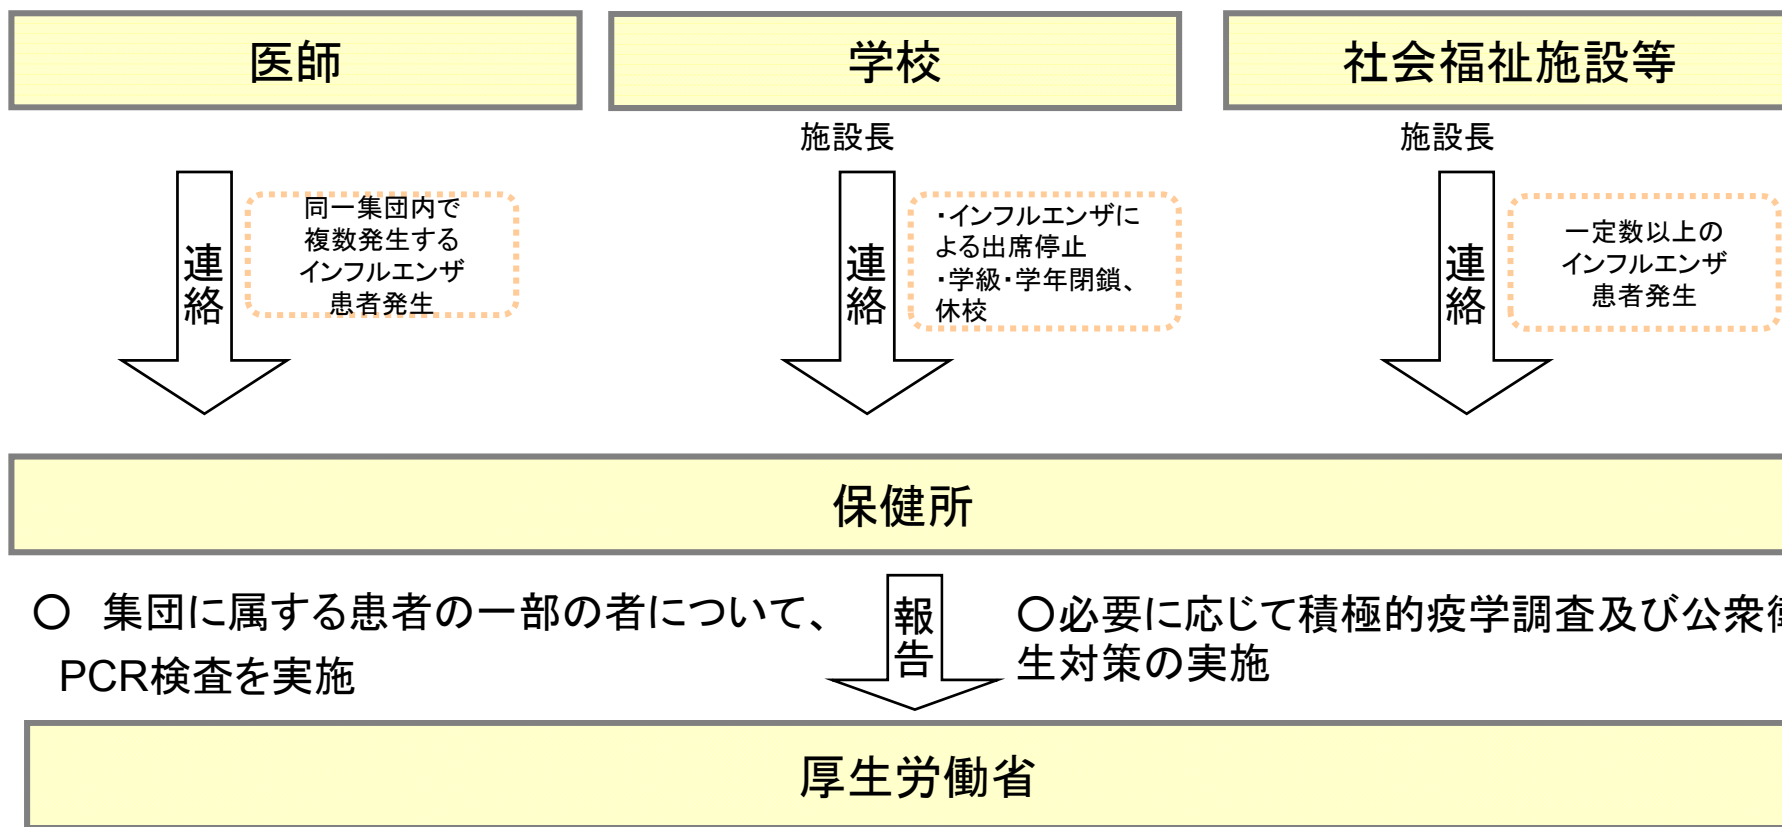 医師
学校
社会福祉施設等
施設長
施設長
連絡
同一集団内で
複数発生する
インフルエンザ
患者発生
連絡
・インフルエンザに
よる出席停止
・学級・学年閉鎖、
休校
連絡
一定数以上の
インフルエンザ
患者発生
保健所
○ 集団に属する患者の一部の者について、
PCR検査を実施
報告
○必要に応じて積極的疫学調査及び公衆衛
生対策の実施
厚生労働省